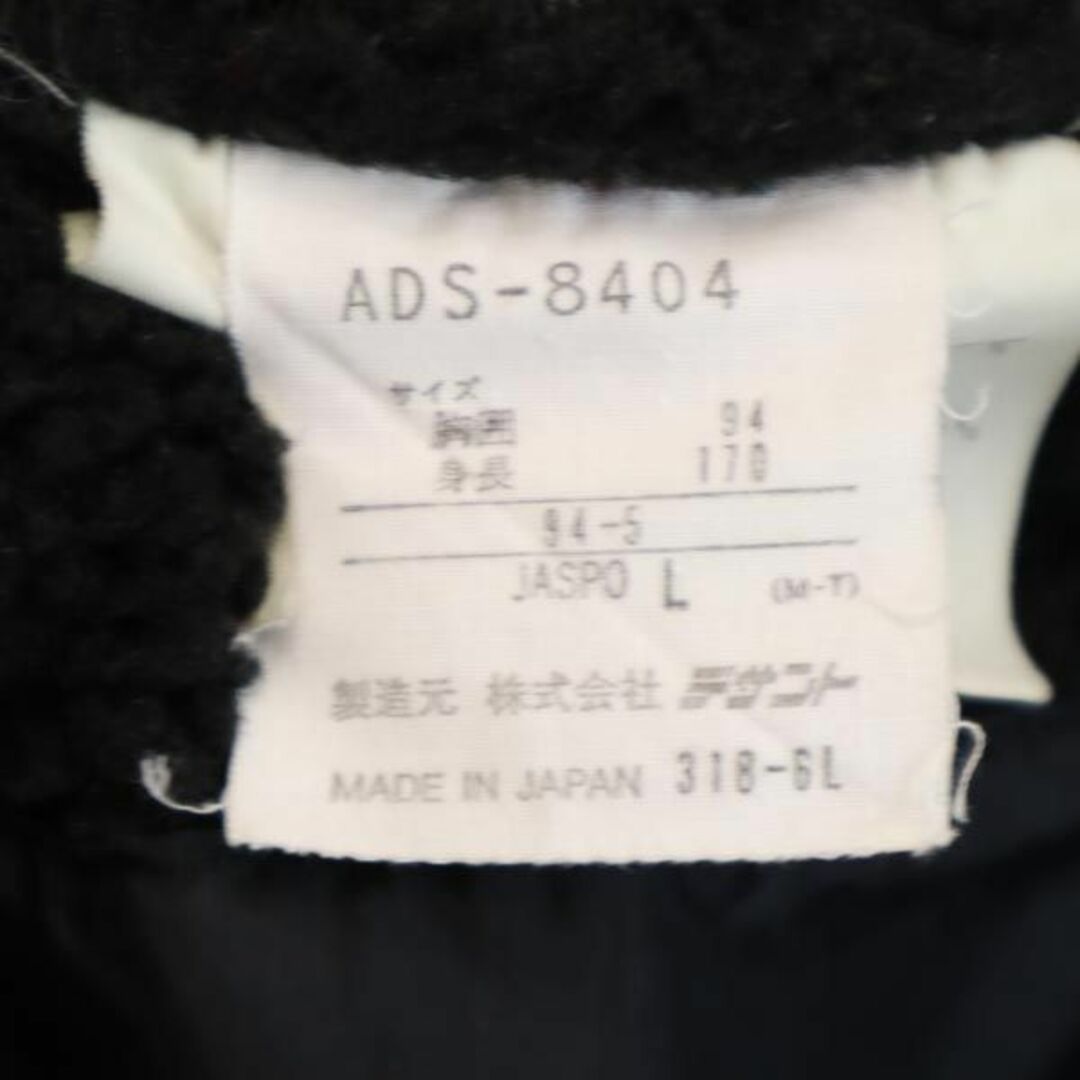 ADS-8404
サイズ
胸囲 94
身長 170
94-5
JASPO L (M-T)
製造元 株式会社 デサント
MADE IN JAPAN 318-6L